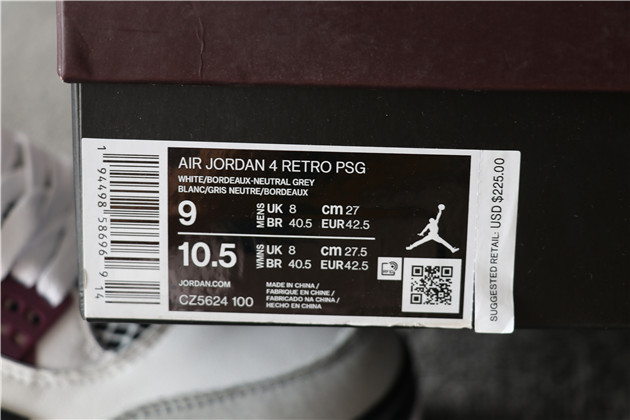 AIR JORDAN 4 RETRO PSG
WHITE/BORDEAUX-NEUTRAL GREY
BLANC/GRIS NEUTRE/BORDEAUX
9 MENS UK 8 cm 27
BR 40.5 EUR 42.5
10.5 WMNS UK 8 cm 27.5
BR 40.5 EUR 42.5
JORDAN.COM
CZ5624 100
MADE IN CHINA /
FABRIQUE EN CHINE /
FABRICADO NA CHINA /
HECHO EN CHINA
1 94498 58696 9 14
SUGGESTED RETAIL: USD $225.00